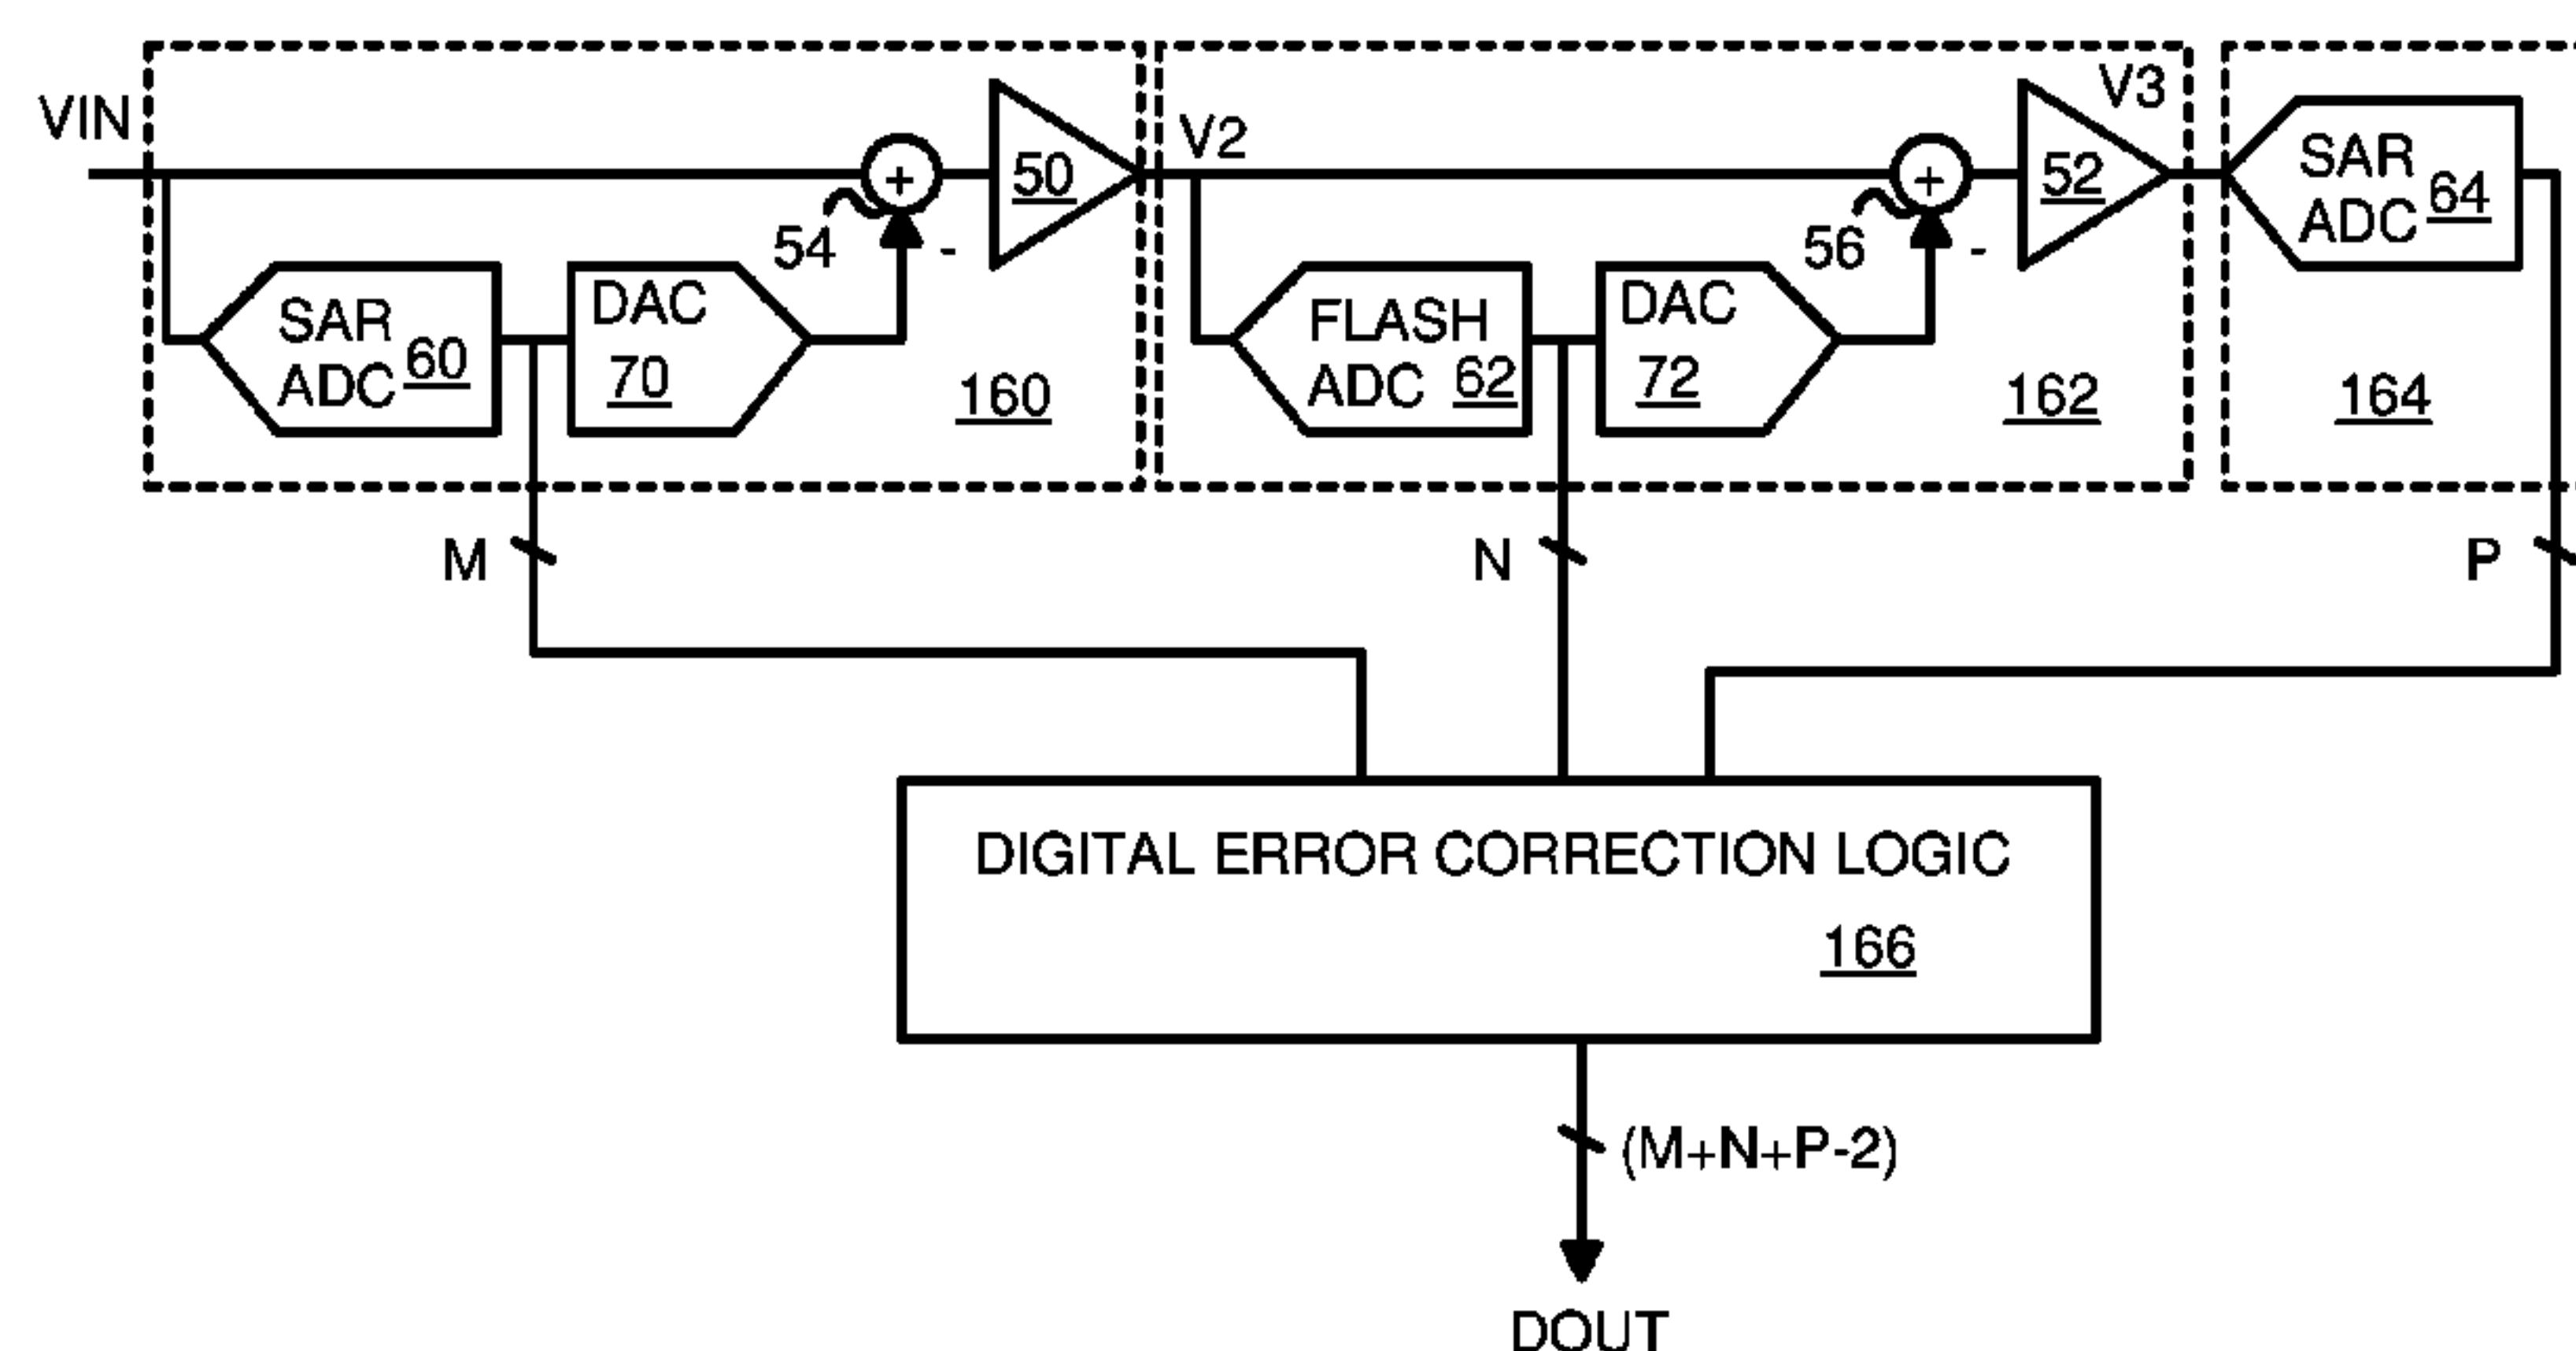 VIN
V2
V3
50
52
SAR
ADC 64
54
-
56
-
SAR
ADC 60
DAC
70
160
FLASH
ADC 62
DAC
72
162
164
+
+
M
N
P
DIGITAL ERROR CORRECTION LOGIC
166
(M+N+P-2)
DOUT